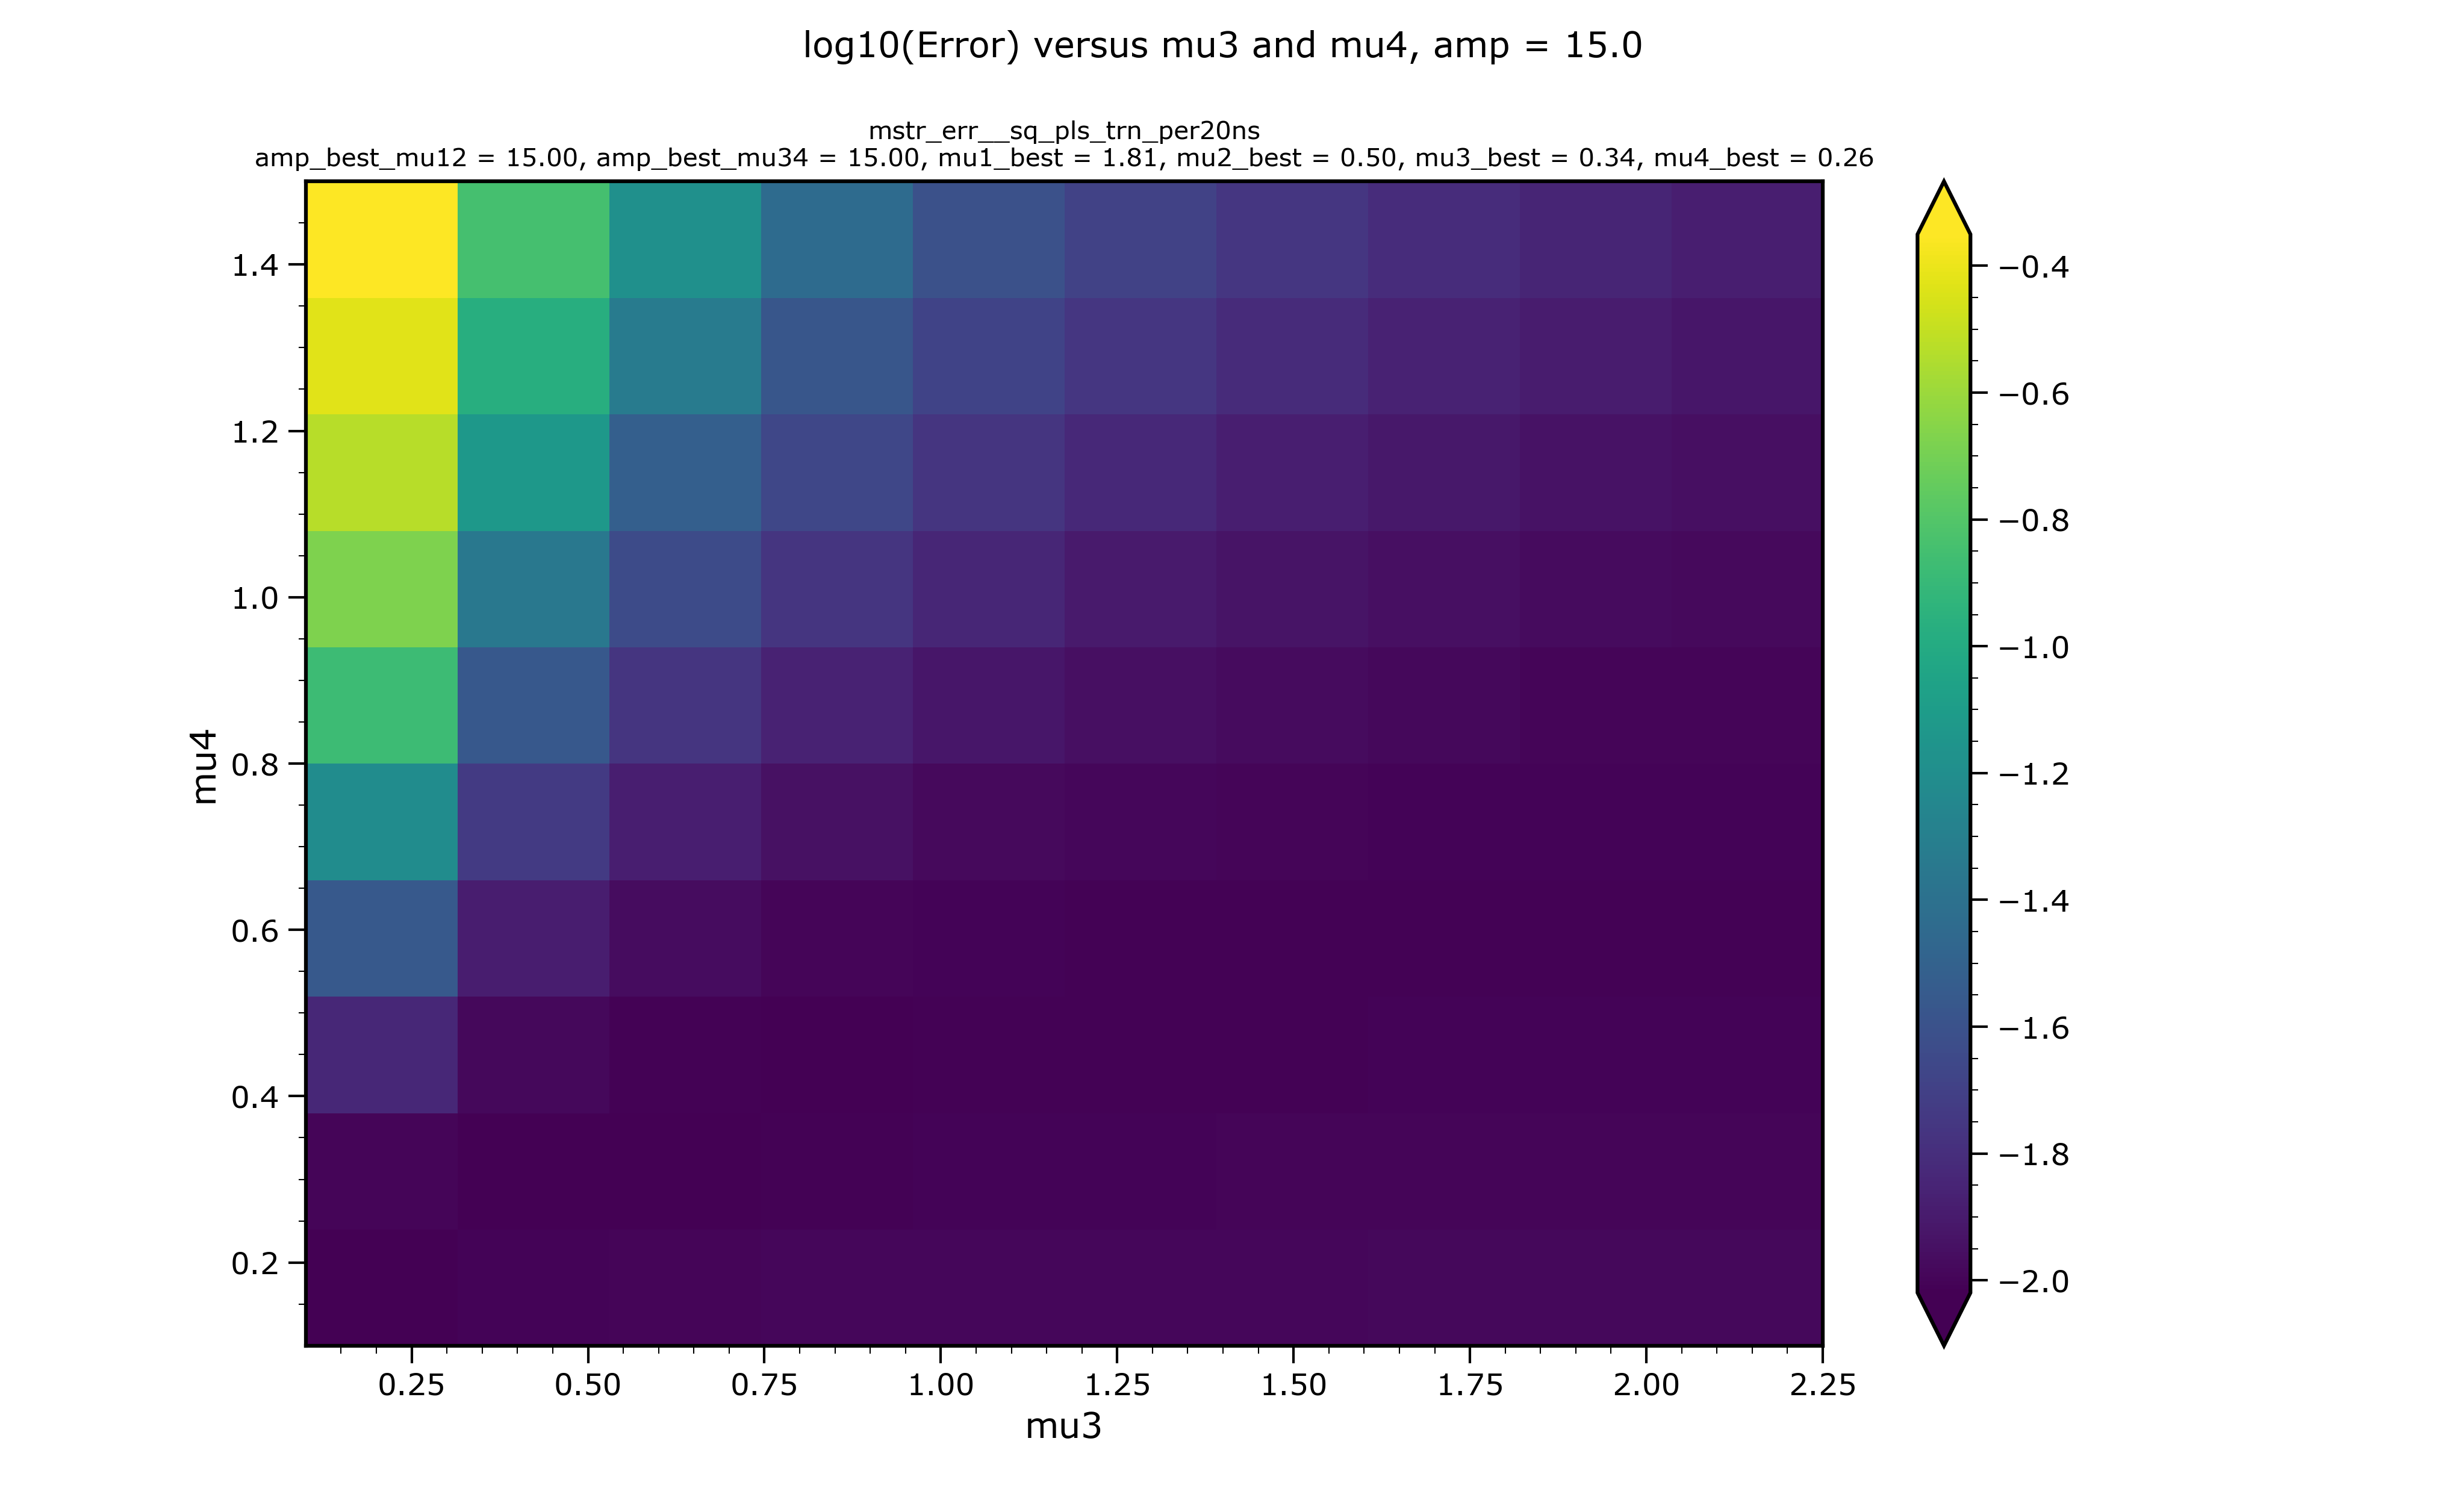 log10(Error) versus mu3 and mu4, amp = 15.0
mstr_err__sq_pls_trn_per20ns
amp_best_mu12 = 15.00, amp_best_mu34 = 15.00, mu1_best = 1.81, mu2_best = 0.50, mu3_best = 0.34, mu4_best = 0.26
mu4
1.4
1.2
1.0
0.8
0.6
0.4
0.2
0.25 0.50 0.75 1.00 1.25 1.50 1.75 2.00 2.25
mu3
−0.4
−0.6
−0.8
−1.0
−1.2
−1.4
−1.6
−1.8
−2.0